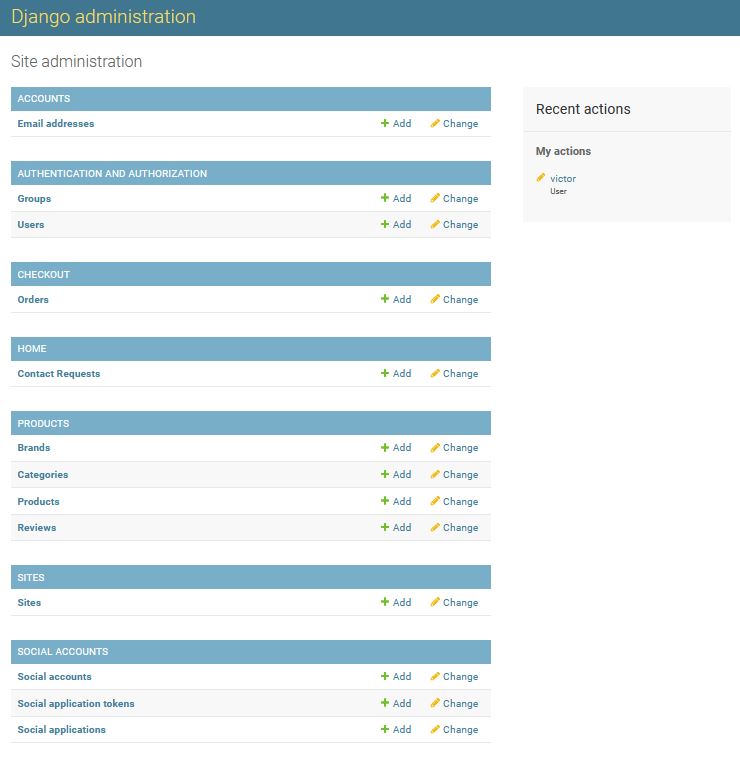 Django administration
Site administration
ACCOUNTS
Email addresses Add Change
AUTHENTICATION AND AUTHORIZATION
Groups Add Change
Users Add Change
CHECKOUT
Orders Add Change
HOME
Contact Requests Add Change
PRODUCTS
Brands Add Change
Categories Add Change
Products Add Change
Reviews Add Change
SITES
Sites Add Change
SOCIAL ACCOUNTS
Social accounts Add Change
Social application tokens Add Change
Social applications Add Change
Recent actions
My actions
victor
User